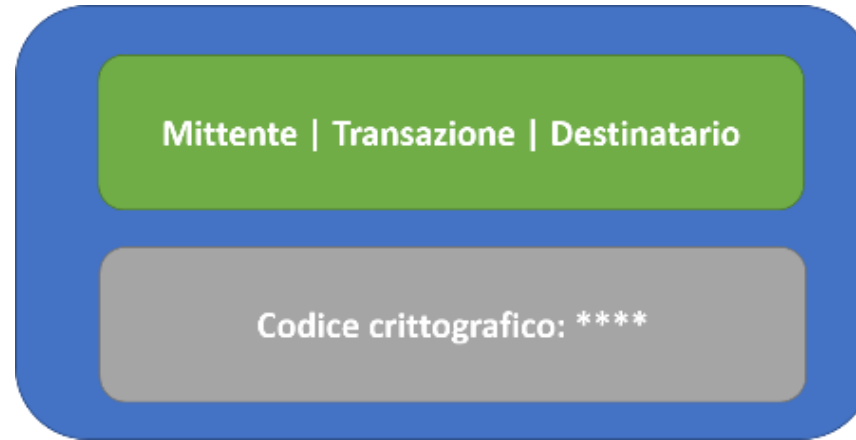 Mittente | Transazione | Destinatario
Codice crittografico: ****